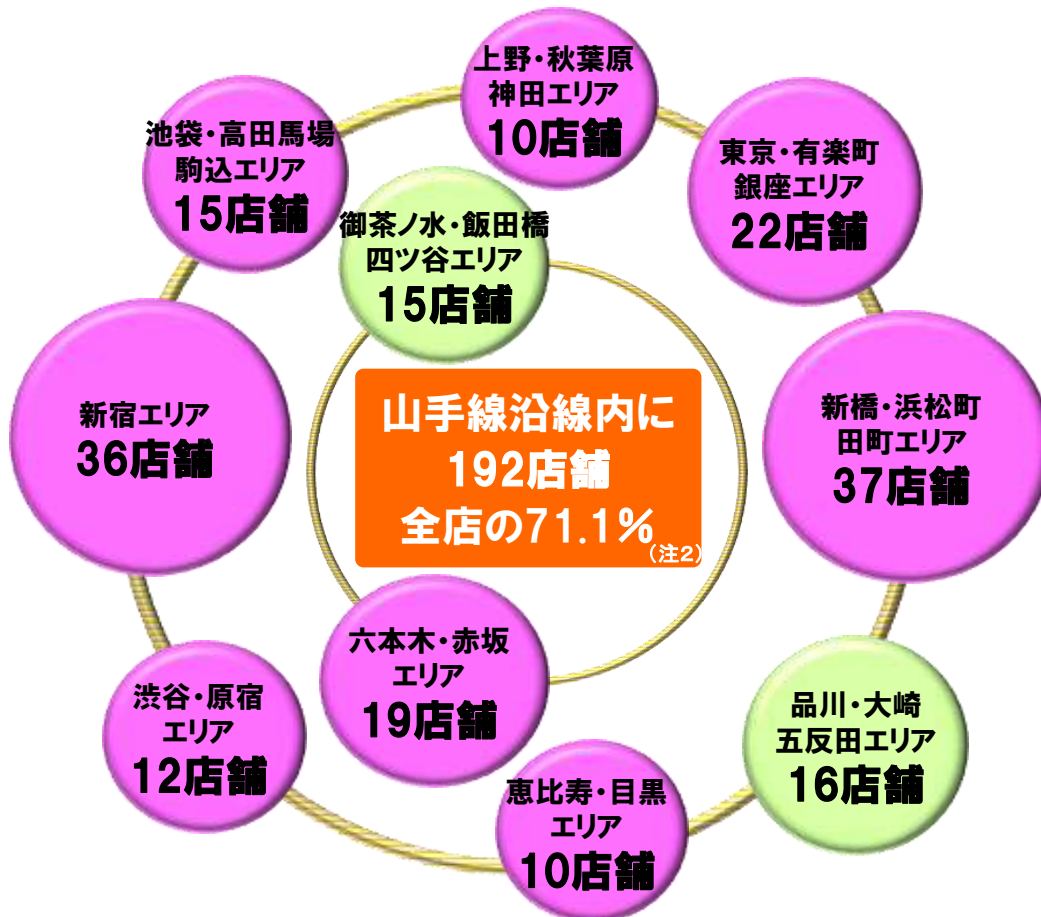 上野・秋葉原
神田エリア
10店舗
池袋・高田馬場
駒込エリア
15店舗
東京・有楽町
銀座エリア
22店舗
御茶ノ水・飯田橋
四ツ谷エリア
15店舗
新宿エリア
36店舗
山手線沿線内に
192店舗
全店の71.1%
(注2)
新橋・浜松町
田町エリア
37店舗
六本木・赤坂
エリア
19店舗
渋谷・原宿
エリア
12店舗
品川・大崎
五反田エリア
16店舗
恵比寿・目黒
エリア
10店舗